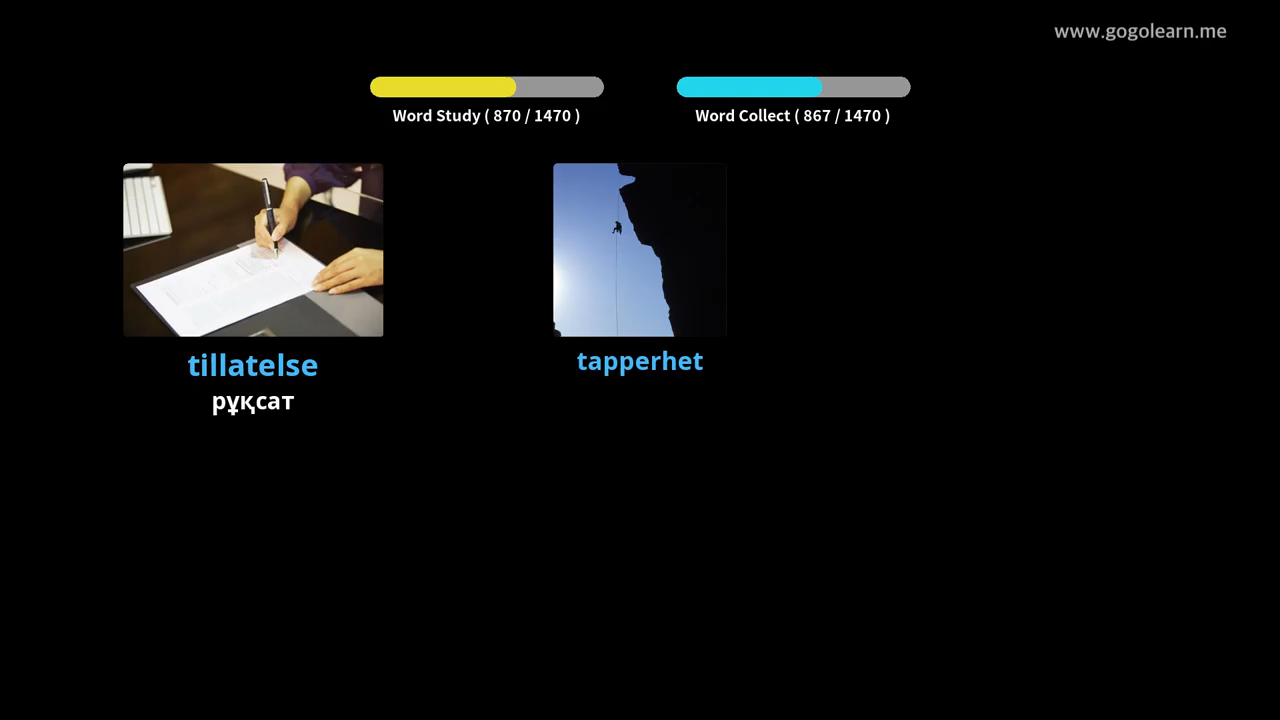 www.gogolearn.me
Word Study ( 870 / 1470 )
Word Collect ( 867 / 1470 )
tillatelse
рұқсат
tapperhet